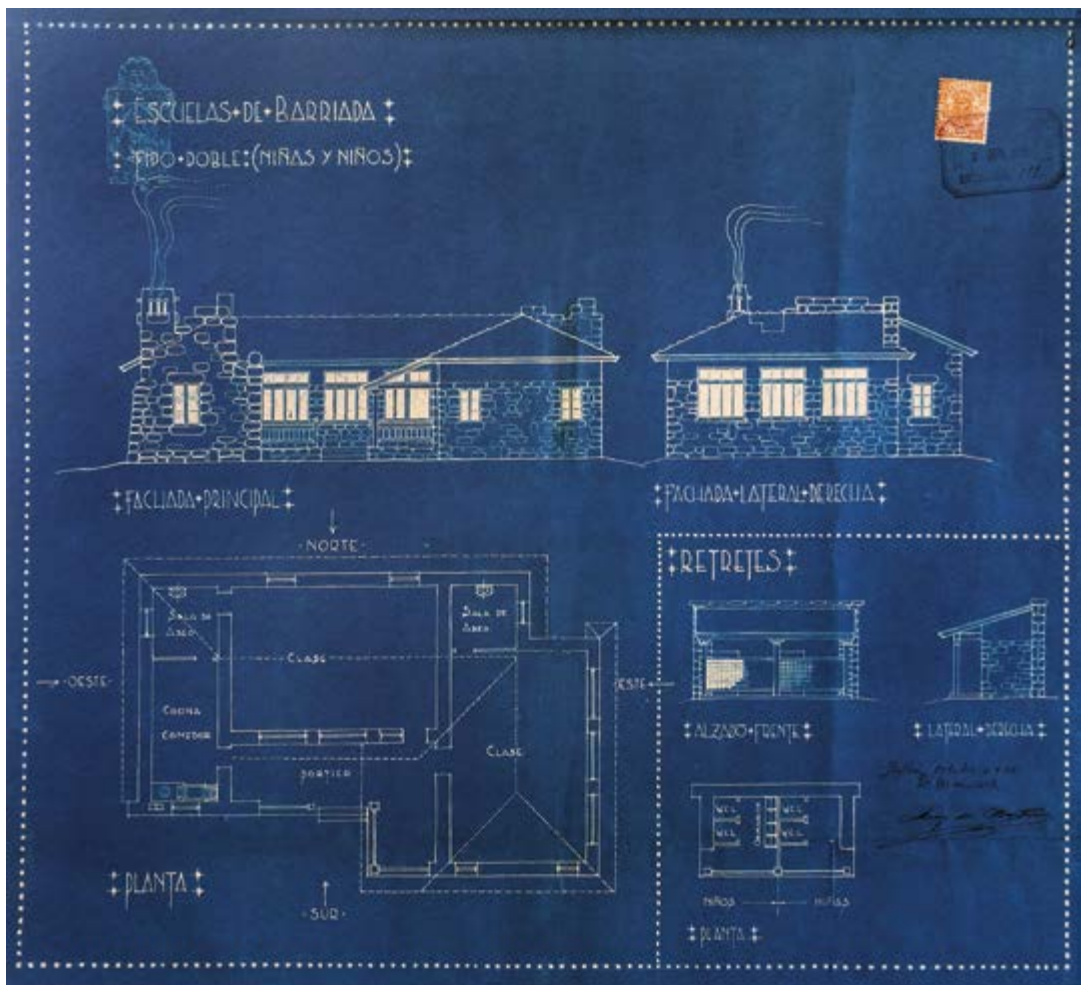 ESCUELAS·DE·BARRIADA
TIPO·DOBLE:(NIÑAS Y NIÑOS)
FACHADA·PRINCIPAL
FACHADA·LATERAL·DERECHA
·NORTE·
SALA DE
ASEO
CLASE
SALA DE
ASEO
·OESTE·
ESTE
COCINA
COMEDOR
PORTICO
CLASE
PLANTA
·SUR·
RETRETES
ALZADO·FRENTE
LATERAL·DERECHA
W.C.
W.C.
W.C.
W.C.
NIÑOS
NIÑAS
PLANTA